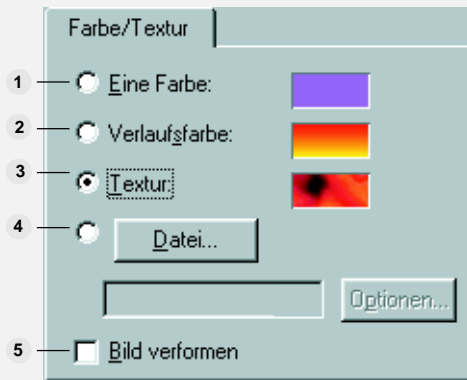 Farbe/Textur
1 Eine Farbe:
2 Verlaufsfarbe:
3 Textur:
4 Datei...
Optionen...
5 Bild verformen